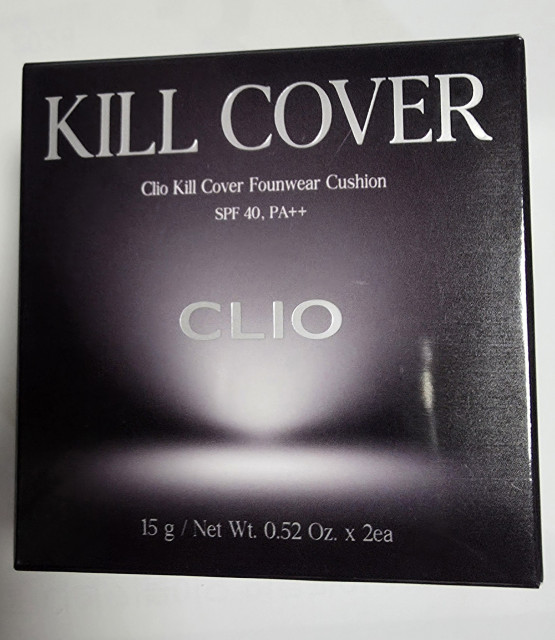 KILL COVER
Clio Kill Cover Founwear Cushion
SPF 40, PA++
CLIO
15 g / Net Wt. 0.52 Oz. x 2ea